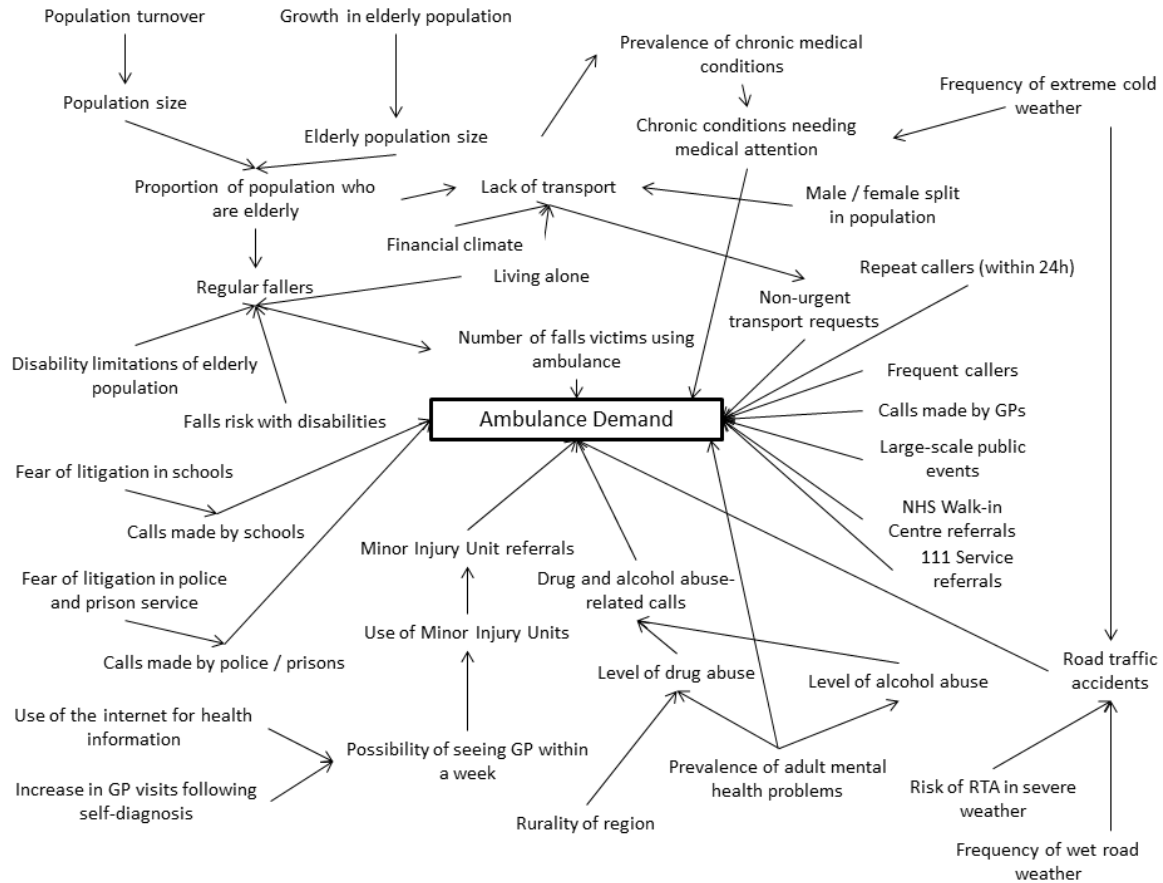 Population turnover
Growth in elderly population
Prevalence of chronic medical
conditions
Frequency of extreme cold
weather
Population size
Chronic conditions needing
medical attention
Elderly population size
Proportion of population who
are elderly
Lack of transport
Male / female split
in population
Financial climate
Living alone
Repeat callers (within 24h)
Regular fallers
Non-urgent
transport requests
Number of falls victims using
ambulance
Disability limitations of elderly
population
Frequent callers
Falls risk with disabilities
Ambulance Demand
Calls made by GPs
Large-scale public
events
Fear of litigation in schools
Calls made by schools
NHS Walk-in
Centre referrals
Minor Injury Unit referrals
111 Service
referrals
Fear of litigation in police
and prison service
Drug and alcohol abuse-
related calls
Use of Minor Injury Units
Calls made by police / prisons
Level of drug abuse
Level of alcohol abuse
Road traffic
accidents
Use of the internet for health
information
Possibility of seeing GP within
a week
Increase in GP visits following
self-diagnosis
Prevalence of adult mental
health problems
Risk of RTA in severe
weather
Rurality of region
Frequency of wet road
weather